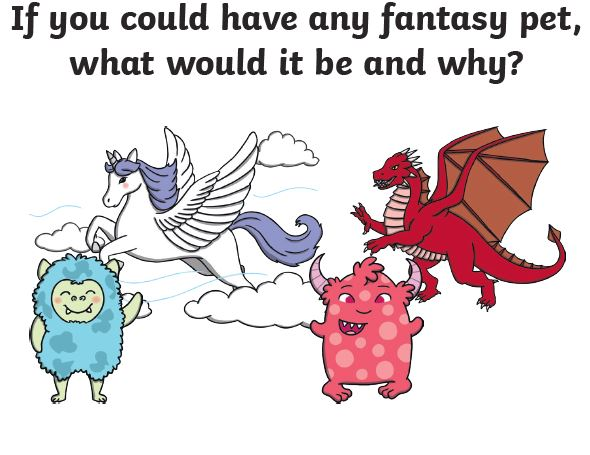 If you could have any fantasy pet,
what would it be and why?